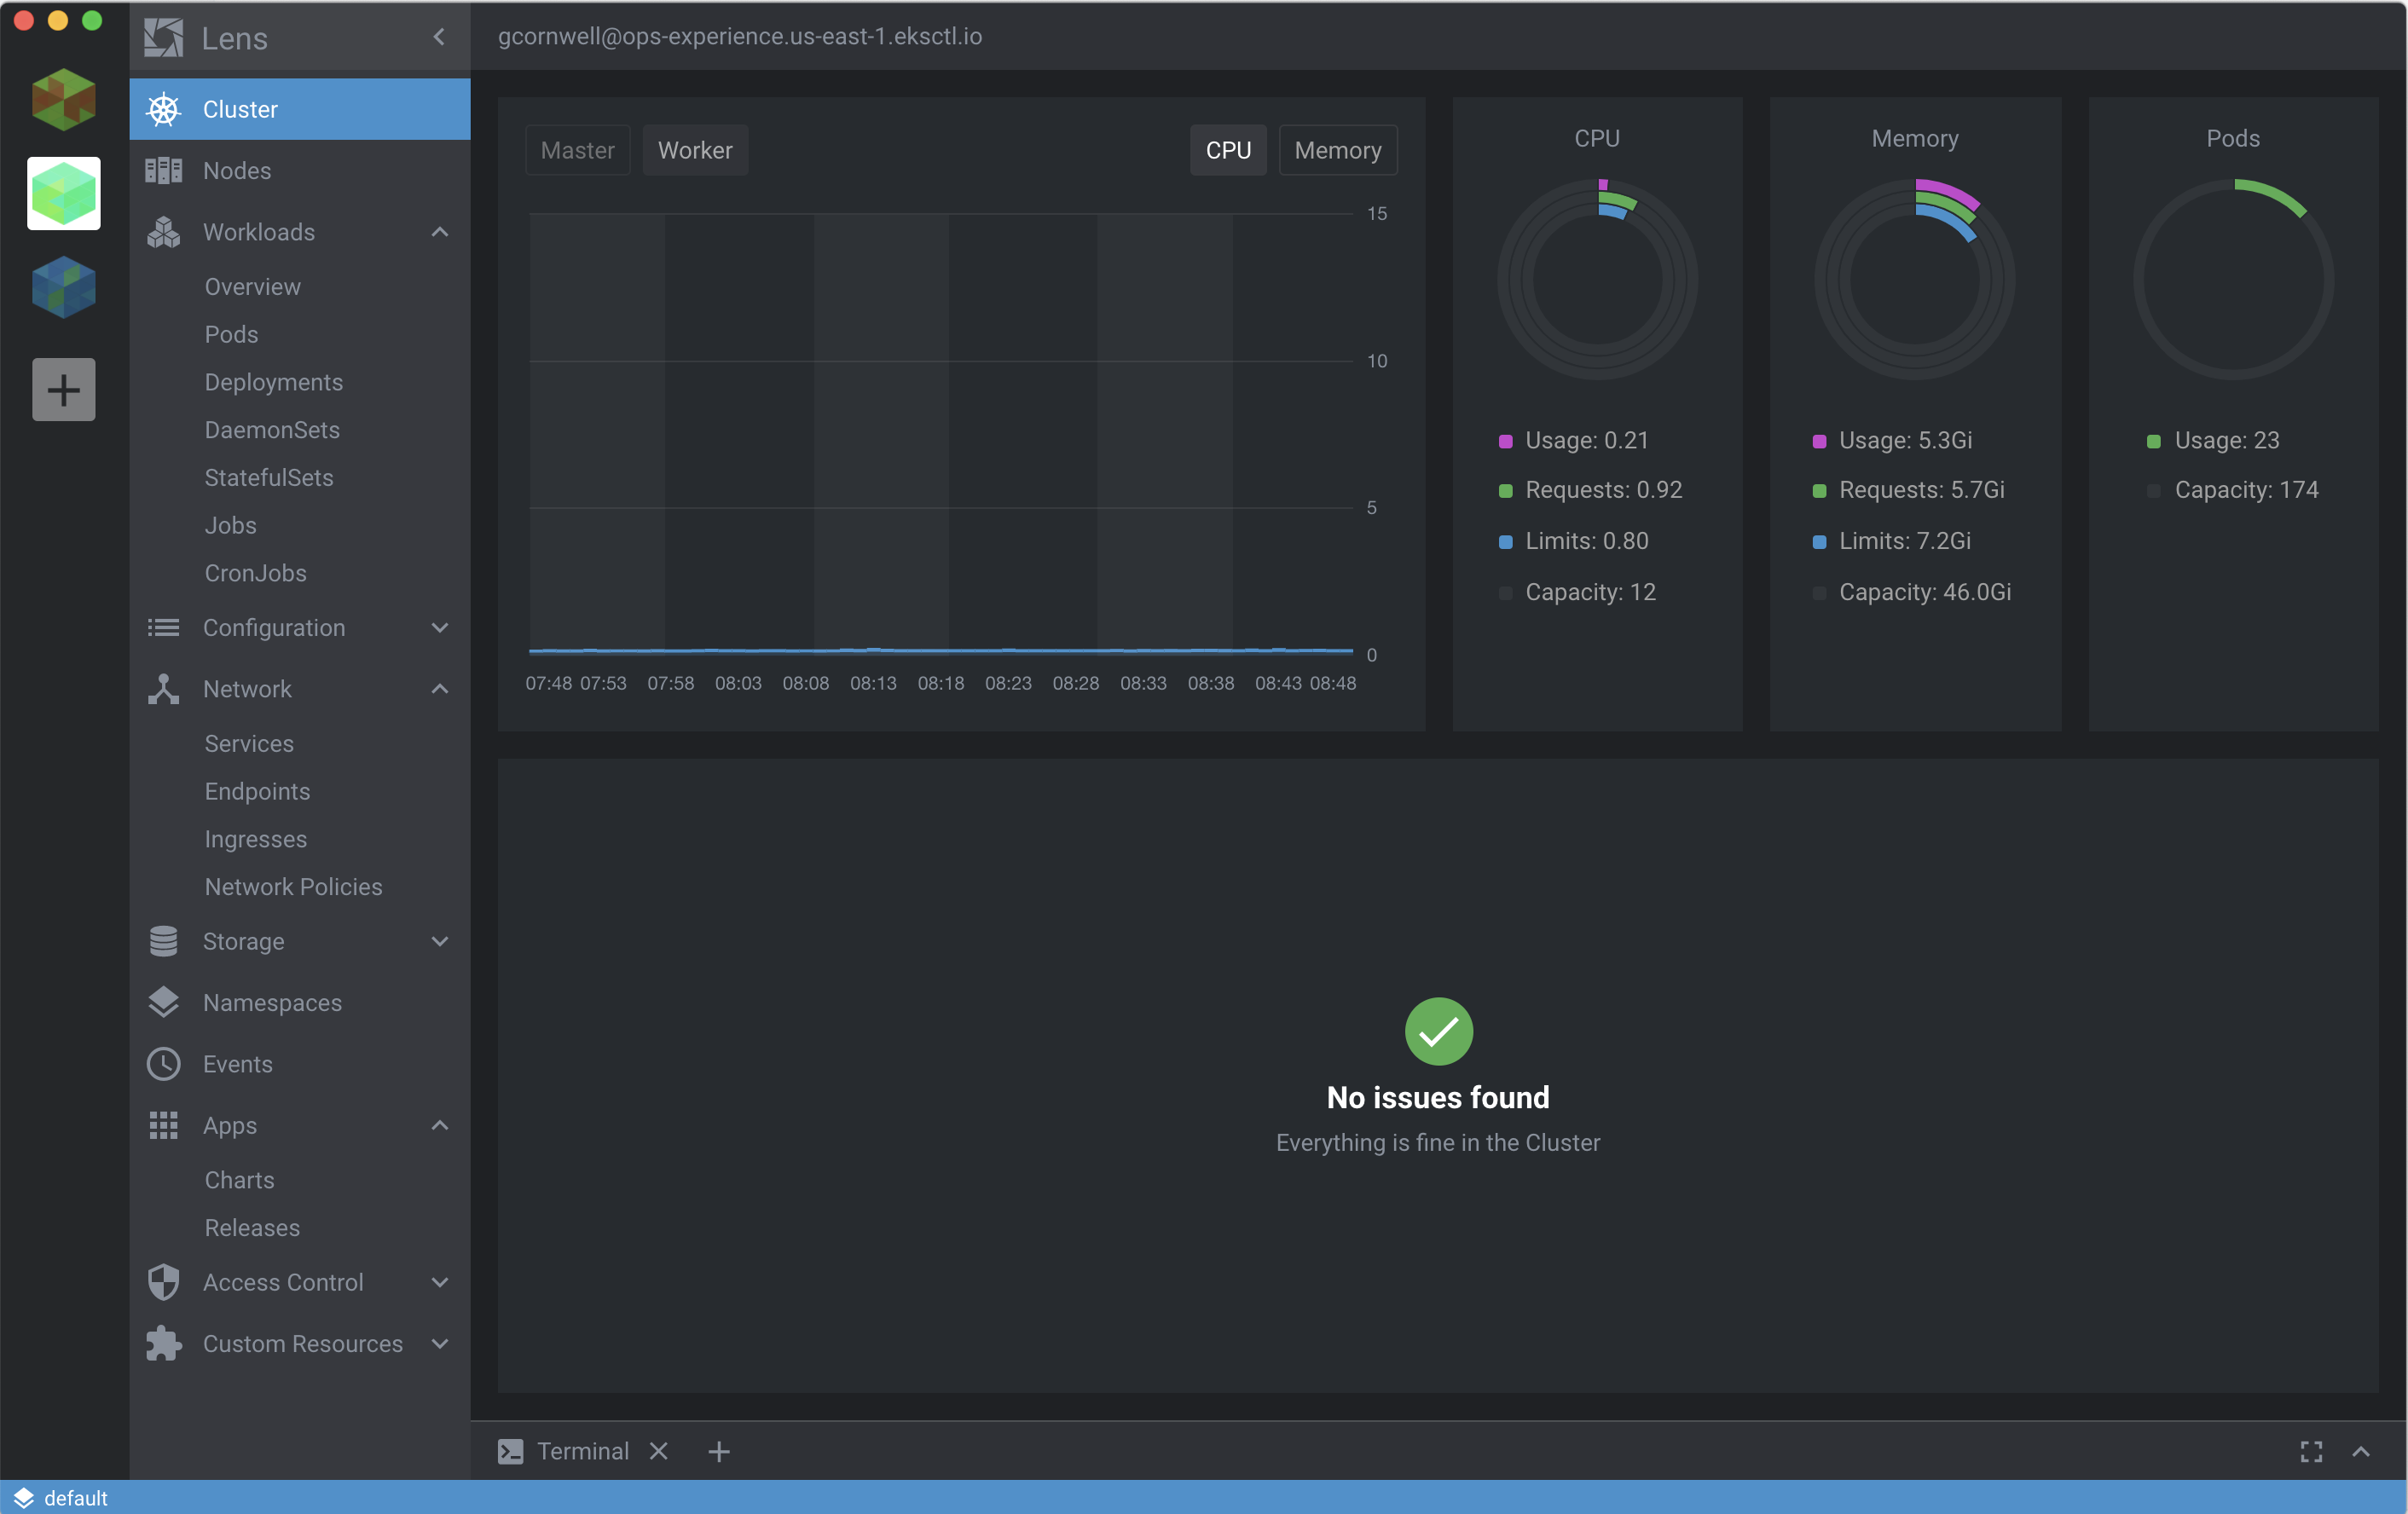 Lens
gcornwell@ops-experience.us-east-1.eksctl.io
Cluster
Nodes
Workloads
Overview
Pods
Deployments
DaemonSets
StatefulSets
Jobs
CronJobs
Configuration
Network
Services
Endpoints
Ingresses
Network Policies
Storage
Namespaces
Events
Apps
Charts
Releases
Access Control
Custom Resources
Master Worker CPU Memory
15
10
5
0
07:48 07:53 07:58 08:03 08:08 08:13 08:18 08:23 08:28 08:33 08:38 08:43 08:48
CPU
Usage: 0.21
Requests: 0.92
Limits: 0.80
Capacity: 12
Memory
Usage: 5.3Gi
Requests: 5.7Gi
Limits: 7.2Gi
Capacity: 46.0Gi
Pods
Usage: 23
Capacity: 174
No issues found
Everything is fine in the Cluster
Terminal
default